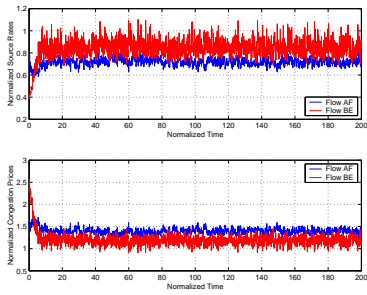 1.2
1
0.8
0.6
0.4
0.2
Normalized Source Rates
Flow AF
Flow BE
0 20 40 60 80 100 120 140 160 180 200
Normalized Time
3
2.5
2
1.5
1
0.5
Normalized Congestion Prices
Flow AF
Flow BE
0 20 40 60 80 100 120 140 160 180 200
Normalized Time